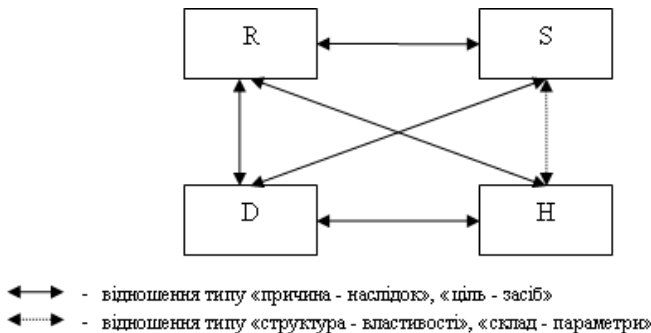 R S
D H
- відношення типу «причина - наслідок», «ціль - засіб»
- відношення типу «структура - властивості», «склад - параметри»